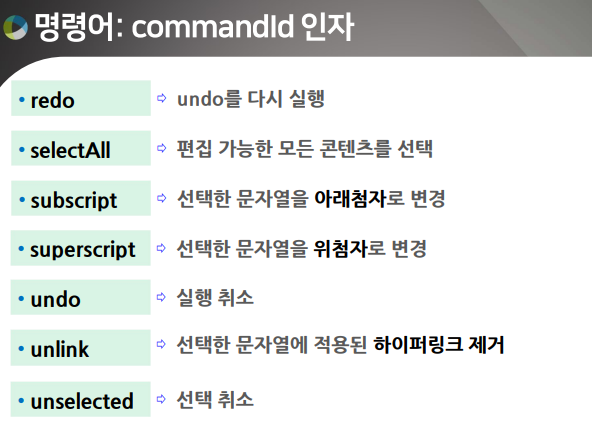 명령어: commandId 인자
• redo ⇨ undo를 다시 실행
• selectAll ⇨ 편집 가능한 모든 콘텐츠를 선택
• subscript ⇨ 선택한 문자열을 아래첨자로 변경
• superscript ⇨ 선택한 문자열을 위첨자로 변경
• undo ⇨ 실행 취소
• unlink ⇨ 선택한 문자열에 적용된 하이퍼링크 제거
• unselected ⇨ 선택 취소